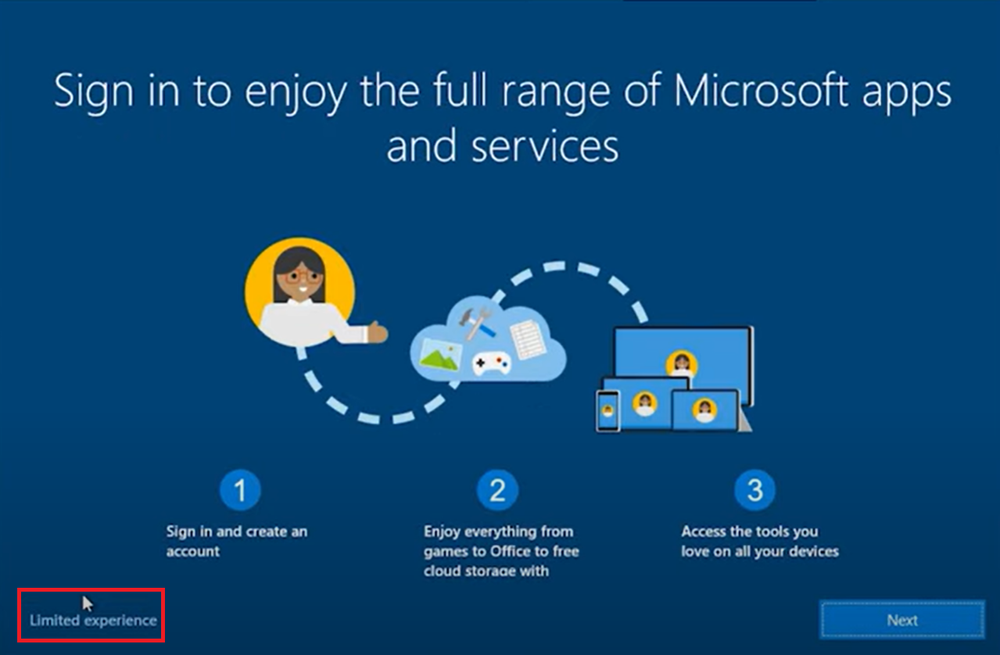 Sign in to enjoy the full range of Microsoft apps
and services
1
2
3
Sign in and create an
account
Enjoy everything from
games to Office to free
cloud storage with
Access the tools you
love on all your devices
Limited experience
Next